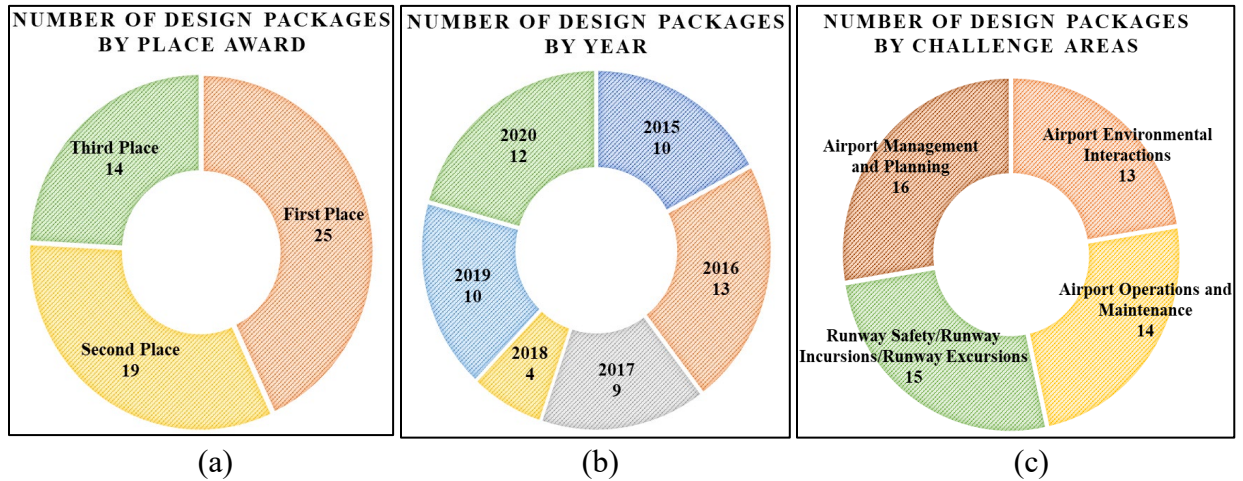 NUMBER OF DESIGN PACKAGES
BY PLACE AWARD
Third Place
14
First Place
25
Second Place
19
(a)
NUMBER OF DESIGN PACKAGES
BY YEAR
2020
12
2015
10
2019
10
2016
13
2018
4
2017
9
(b)
NUMBER OF DESIGN PACKAGES
BY CHALLENGE AREAS
Airport Management
and Planning
16
Airport Environmental
Interactions
13
Airport Operations and
Maintenance
14
Runway Safety/Runway
Incursions/Runway Excursions
15
(c)